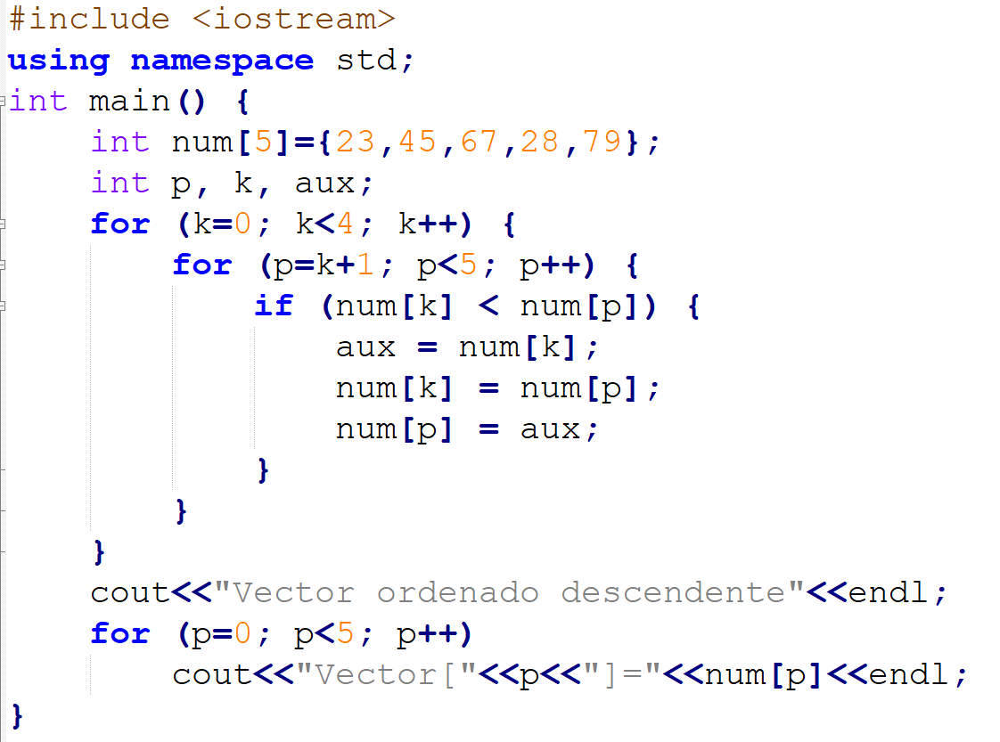 #include <iostream>
using namespace std;
int main() {
    int num[5]={23,45,67,28,79};
    int p, k, aux;
    for (k=0; k<4; k++) {
        for (p=k+1; p<5; p++) {
            if (num[k] < num[p]) {
                aux = num[k];
                num[k] = num[p];
                num[p] = aux;
            }
        }
    }
    cout<<"Vector ordenado descendente"<<endl;
    for (p=0; p<5; p++)
        cout<<"Vector["<<p<<"]="<<num[p]<<endl;
}